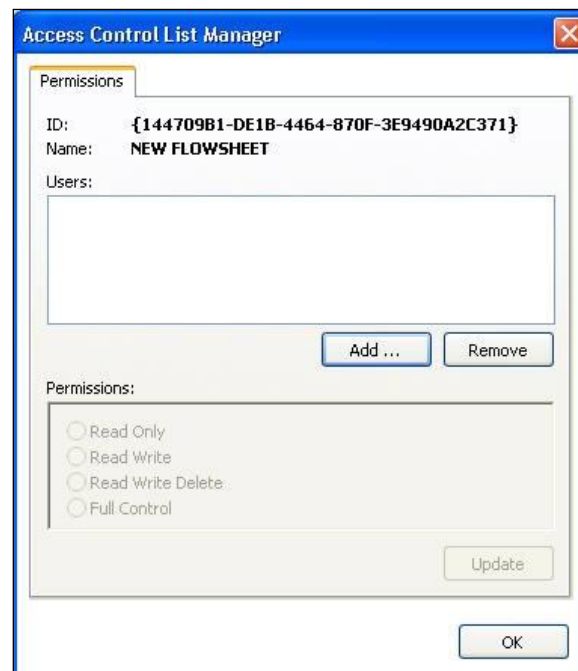 Access Control List Manager
Permissions
ID: {144709B1-DE1B-4464-870F-3E9490A2C371}
Name: NEW FLOWSHEET
Users:
Add ... Remove
Permissions:
Read Only
Read Write
Read Write Delete
Full Control
Update
OK